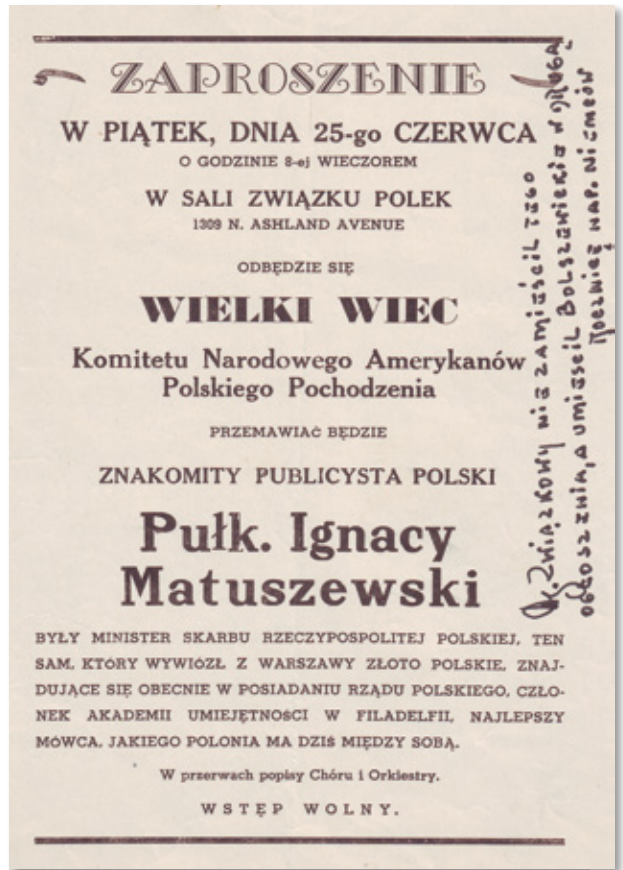 ZAPROSZENIE
W PIĄTEK, DNIA 25-go CZERWCA
O GODZINIE 8-ej WIECZOREM
W SALI ZWIĄZKU POLEK
1309 N. ASHLAND AVENUE
ODBĘDZIE SIĘ
WIELKI WIEC
Komitetu Narodowego Amerykanów
Polskiego Pochodzenia
PRZEMAWIAĆ BĘDZIE
ZNAKOMITY PUBLICYSTA POLSKI
Pułk. Ignacy
Matuszewski
BYŁY MINISTER SKARBU RZECZYPOSPOLITEJ POLSKIEJ, TEN
SAM, KTÓRY WYWIÓZŁ Z WARSZAWY ZŁOTO POLSKIE, ZNAJ-
DUJĄCE SIĘ OBECNIE W POSIADANIU RZĄDU POLSKIEGO, CZŁO-
NEK AKADEMII UMIEJĘTNOŚCI W FILADELFII, NAJLEPSZY
MÓWCA, JAKIEGO POLONIA MA DZIŚ MIĘDZY SOBĄ.
W przerwach popisy Chóru i Orkiestry.
WSTĘP WOLNY.
ZWIĄZKOWY NIE ZAMIEŚCIŁ TEGO
OGŁOSZENIA, A UMIEŚCIŁ BOLSZEWICKIE W DRUGĄ
ROCZNICĘ NAP. NIEMCÓW